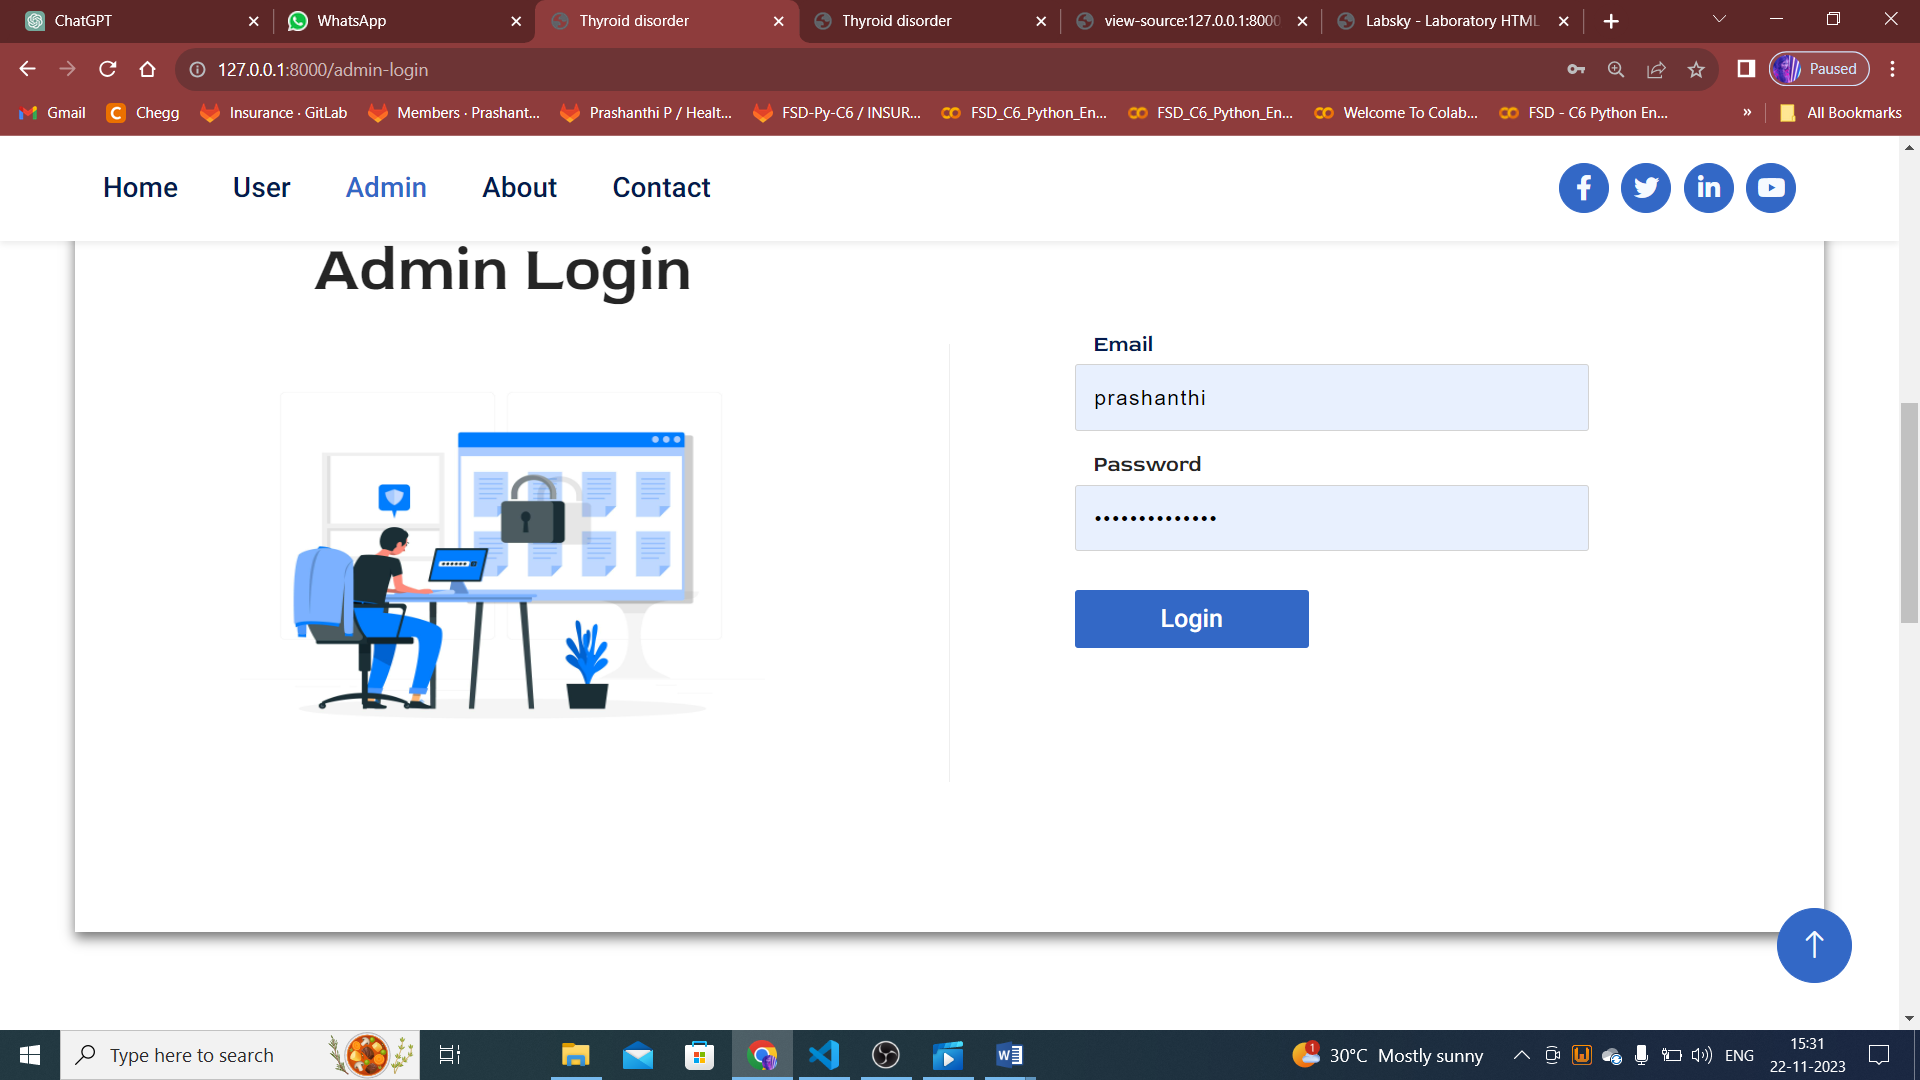 ChatGPT
WhatsApp
Thyroid disorder
Thyroid disorder
view-source:127.0.0.1:8000
Labsky - Laboratory HTML
127.0.0.1:8000/admin-login
Paused
Gmail
Chegg
Insurance · GitLab
Members · Prashant...
Prashanthi P / Healt...
FSD-Py-C6 / INSUR...
FSD_C6_Python_En...
FSD_C6_Python_En...
Welcome To Colab...
FSD - C6 Python En...
»
All Bookmarks
Home
User
Admin
About
Contact
Admin Login
Email
prashanthi
Password
••••••••••••••
Login
Type here to search
1
30°C Mostly sunny
ENG
15:31
22-11-2023